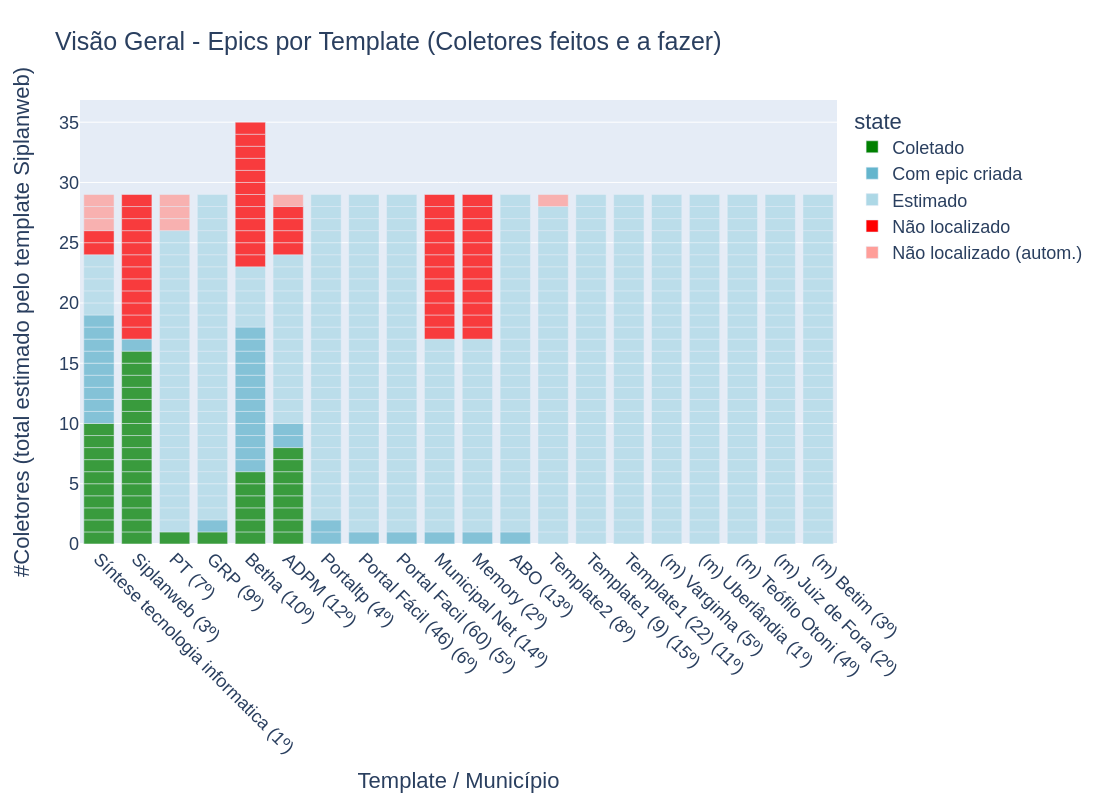 Visão Geral - Epics por Template (Coletores feitos e a fazer)
#Coletores (total estimado pelo template Siplanweb)
35
30
25
20
15
10
5
0
state
Coletado
Com epic criada
Estimado
Não localizado
Não localizado (autom.)
Síntese tecnologia informatica (1º)
Siplanweb (3º)
PT (7º)
GRP (9º)
Betha (10º)
ADPM (12º)
Portaltp (4º)
Portal Fácil (46) (6º)
Portal Facil (60) (5º)
Municipal Net (14º)
Memory (2º)
ABO (13º)
Template2 (8º)
Template1 (9) (15º)
Template1 (22) (11º)
(m) Varginha (5º)
(m) Uberlândia (1º)
(m) Teófilo Otoni (4º)
(m) Juiz de Fora (2º)
(m) Betim (3º)
Template / Município